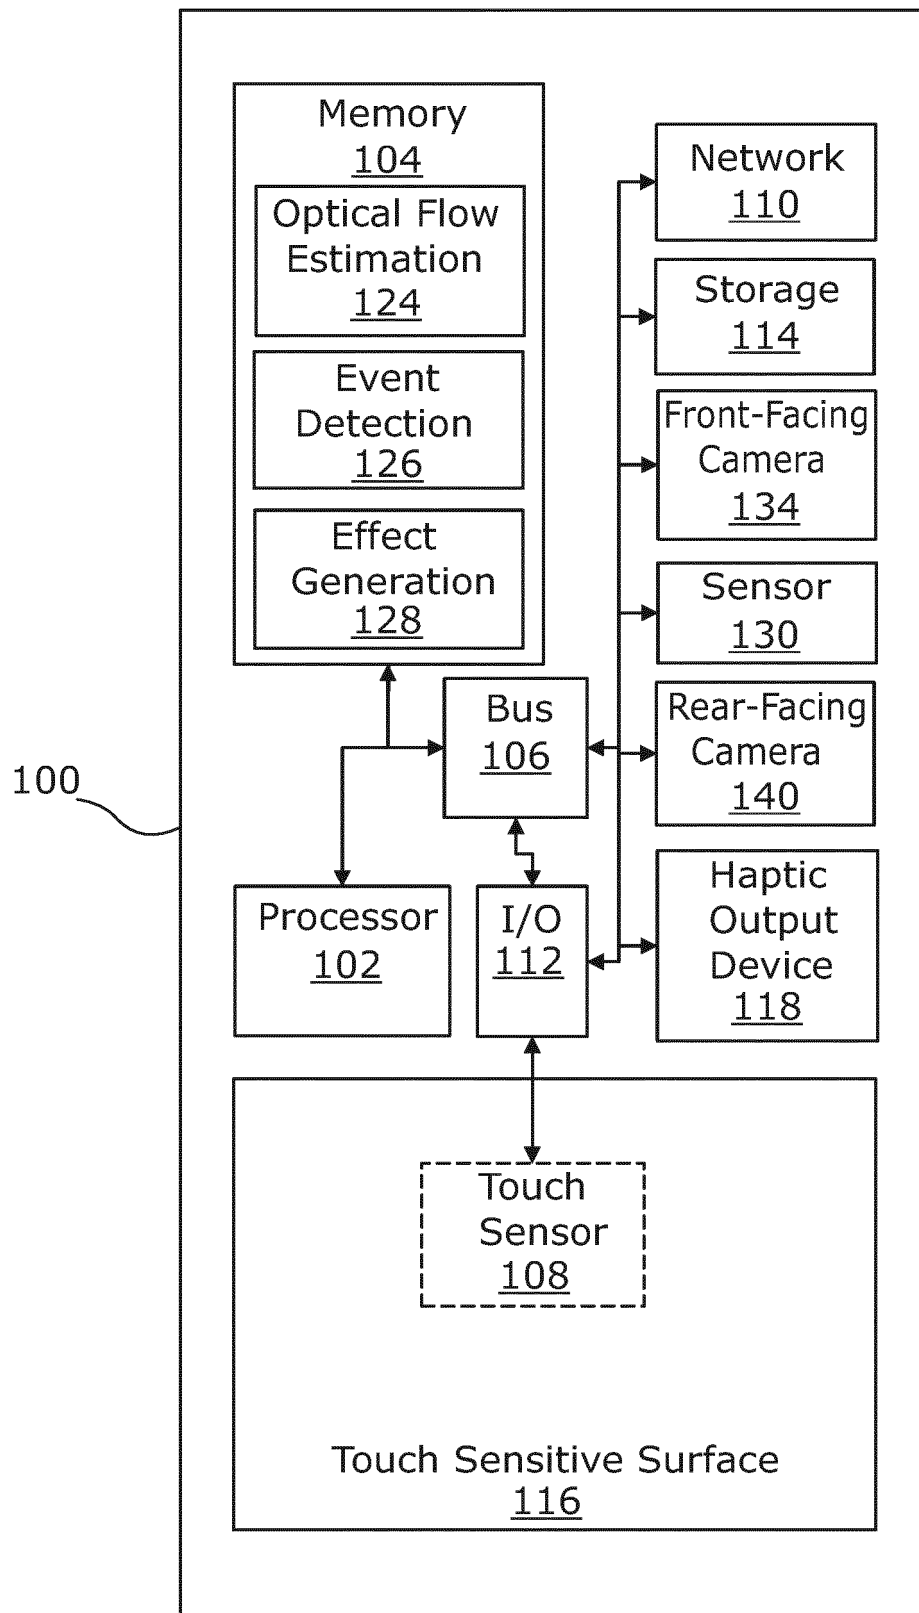 Memory
104
Optical Flow
Estimation
124
Event
Detection
126
Effect
Generation
128
Network
110
Storage
114
Front-Facing
Camera
134
Sensor
130
Rear-Facing
Camera
140
Bus
106
100
Processor
102
I/O
112
Haptic
Output
Device
118
Touch
Sensor
108
Touch Sensitive Surface
116